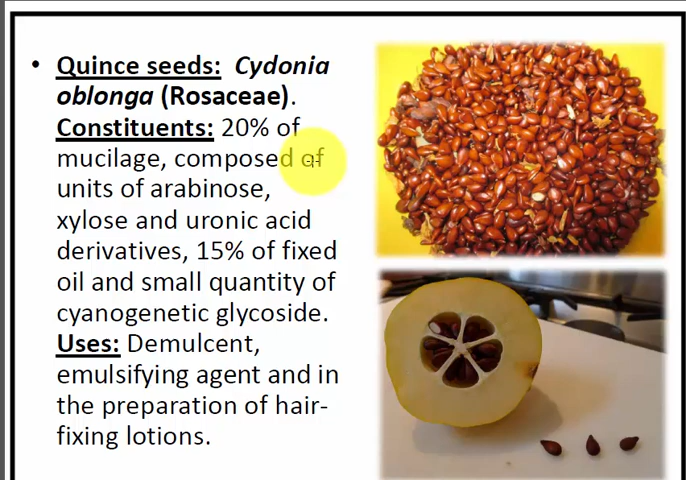 • Quince seeds: Cydonia
oblonga (Rosaceae).
Constituents: 20% of
mucilage, composed of
units of arabinose,
xylose and uronic acid
derivatives, 15% of fixed
oil and small quantity of
cyanogenetic glycoside.
Uses: Demulcent,
emulsifying agent and in
the preparation of hair-
fixing lotions.